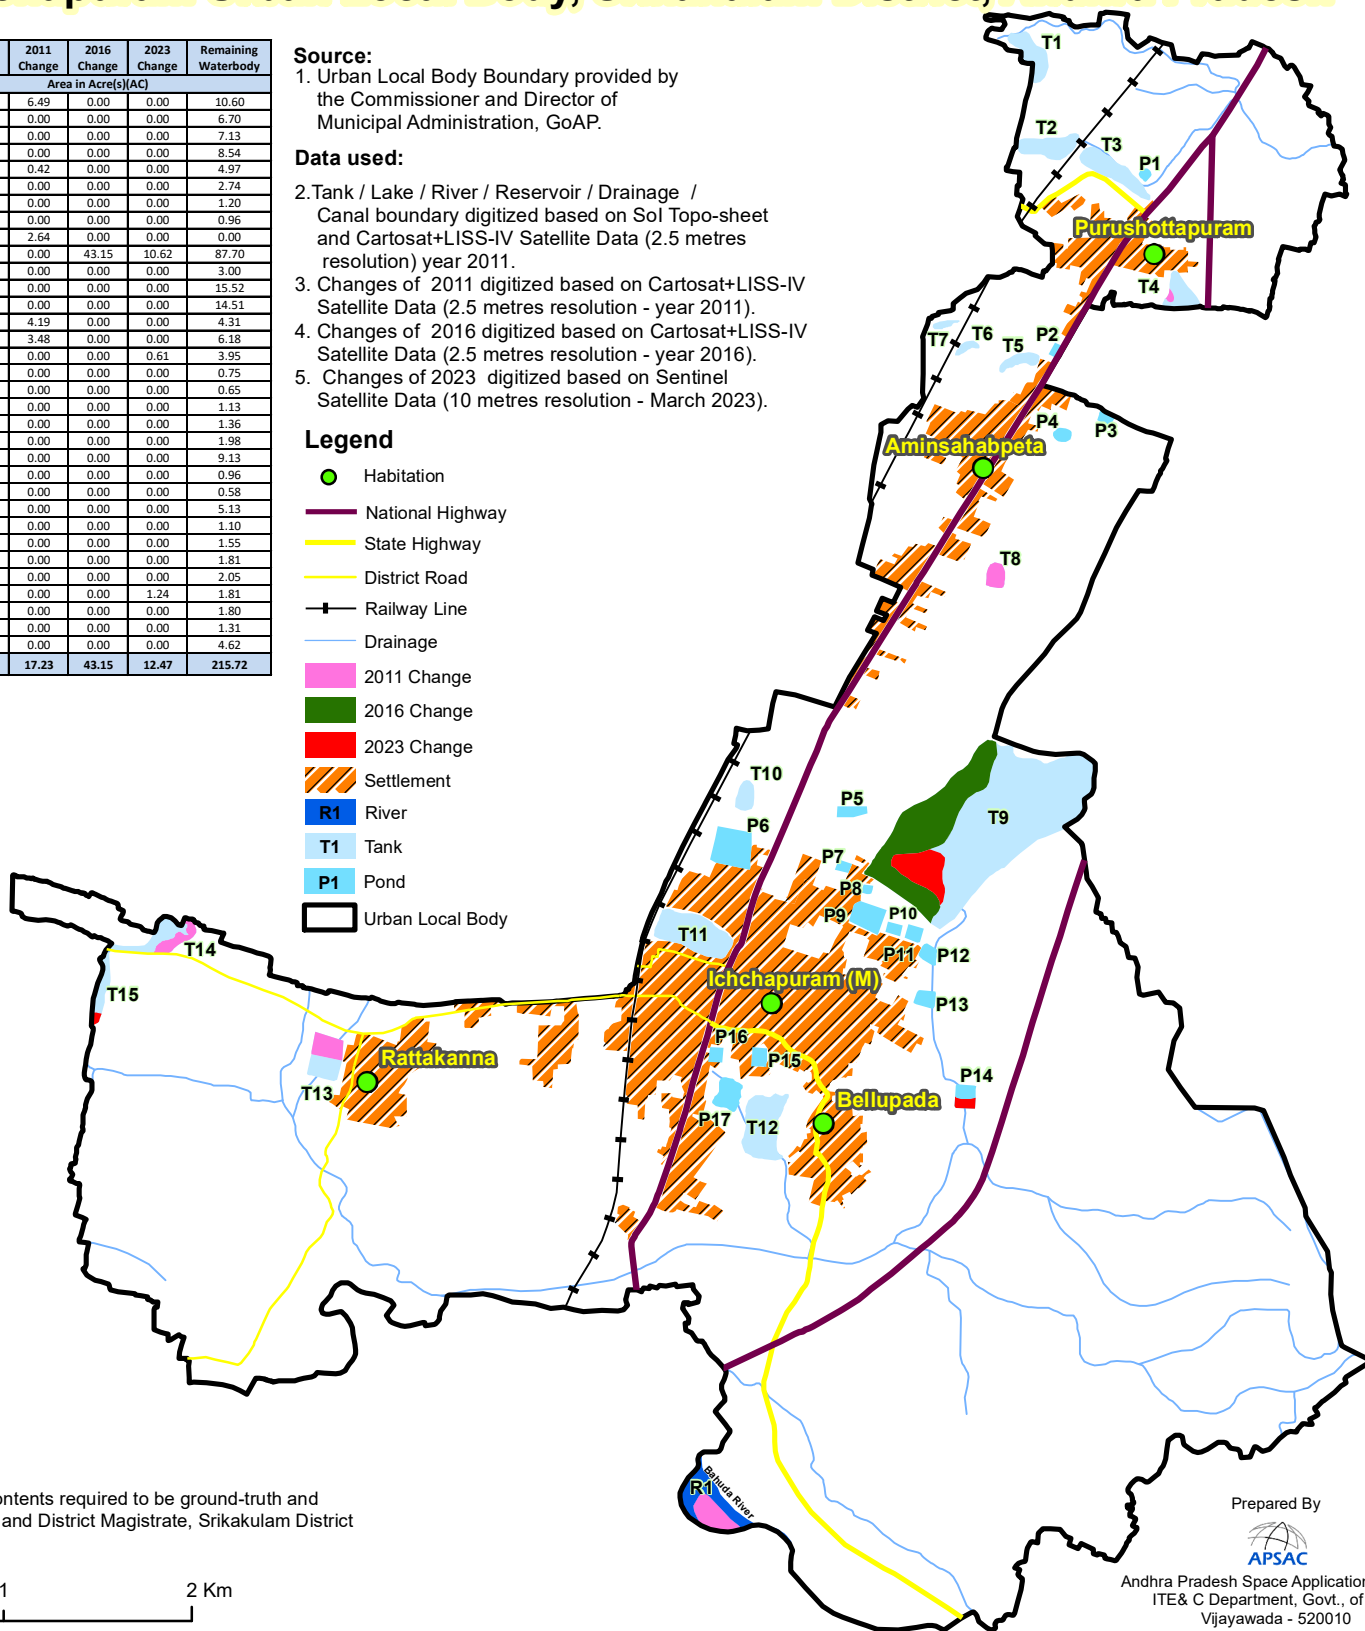 Urban Local Body,
2011 Change 2016 Change 2023 Change Remaining Waterbody
Area in Acre(s)(AC)
6.49 0.00 0.00 10.60
0.00 0.00 0.00 6.70
0.00 0.00 0.00 7.13
0.00 0.00 0.00 8.54
0.42 0.00 0.00 4.97
0.00 0.00 0.00 2.74
0.00 0.00 0.00 1.20
0.00 0.00 0.00 0.96
2.64 0.00 0.00 0.00
0.00 43.15 10.62 87.70
0.00 0.00 0.00 3.00
0.00 0.00 0.00 15.52
0.00 0.00 0.00 14.51
4.19 0.00 0.00 4.31
3.48 0.00 0.00 6.18
0.00 0.00 0.61 3.95
0.00 0.00 0.00 0.75
0.00 0.00 0.00 0.65
0.00 0.00 0.00 1.13
0.00 0.00 0.00 1.36
0.00 0.00 0.00 1.98
0.00 0.00 0.00 9.13
0.00 0.00 0.00 0.96
0.00 0.00 0.00 0.58
0.00 0.00 0.00 5.13
0.00 0.00 0.00 1.10
0.00 0.00 0.00 1.55
0.00 0.00 0.00 1.81
0.00 0.00 0.00 2.05
0.00 0.00 1.24 1.81
0.00 0.00 0.00 1.80
0.00 0.00 0.00 1.31
0.00 0.00 0.00 4.62
17.23 43.15 12.47 215.72
Source:
1. Urban Local Body Boundary provided by
the Commissioner and Director of
Municipal Administration, GoAP.
Data used:
2.Tank / Lake / River / Reservoir / Drainage /
Canal boundary digitized based on SoI Topo-sheet
and Cartosat+LISS-IV Satellite Data (2.5 metres
resolution) year 2011.
3. Changes of 2011 digitized based on Cartosat+LISS-IV
Satellite Data (2.5 metres resolution - year 2011).
4. Changes of 2016 digitized based on Cartosat+LISS-IV
Satellite Data (2.5 metres resolution - year 2016).
5. Changes of 2023 digitized based on Sentinel
Satellite Data (10 metres resolution - March 2023).
Legend
Habitation
National Highway
State Highway
District Road
Railway Line
Drainage
2011 Change
2016 Change
2023 Change
Settlement
R1 River
T1 Tank
P1 Pond
Urban Local Body
T1
T2
T3
P1
Purushottapuram
T4
T7
T6
T5
P2
P4
P3
Aminsahabpeta
T8
T10
P5
T9
P6
P7
P8
P9
P10
T11
P11
P12
T14
Ichchapuram (M)
T15
P13
P16
P15
Rattakanna
T13
P14
Bellupada
P17
T12
R1
Bahuda River
ontents required to be ground-truth and
and District Magistrate, Srikakulam District
1 2 Km
Prepared By
APSAC
Andhra Pradesh Space Application
ITE& C Department, Govt., of
Vijayawada - 520010